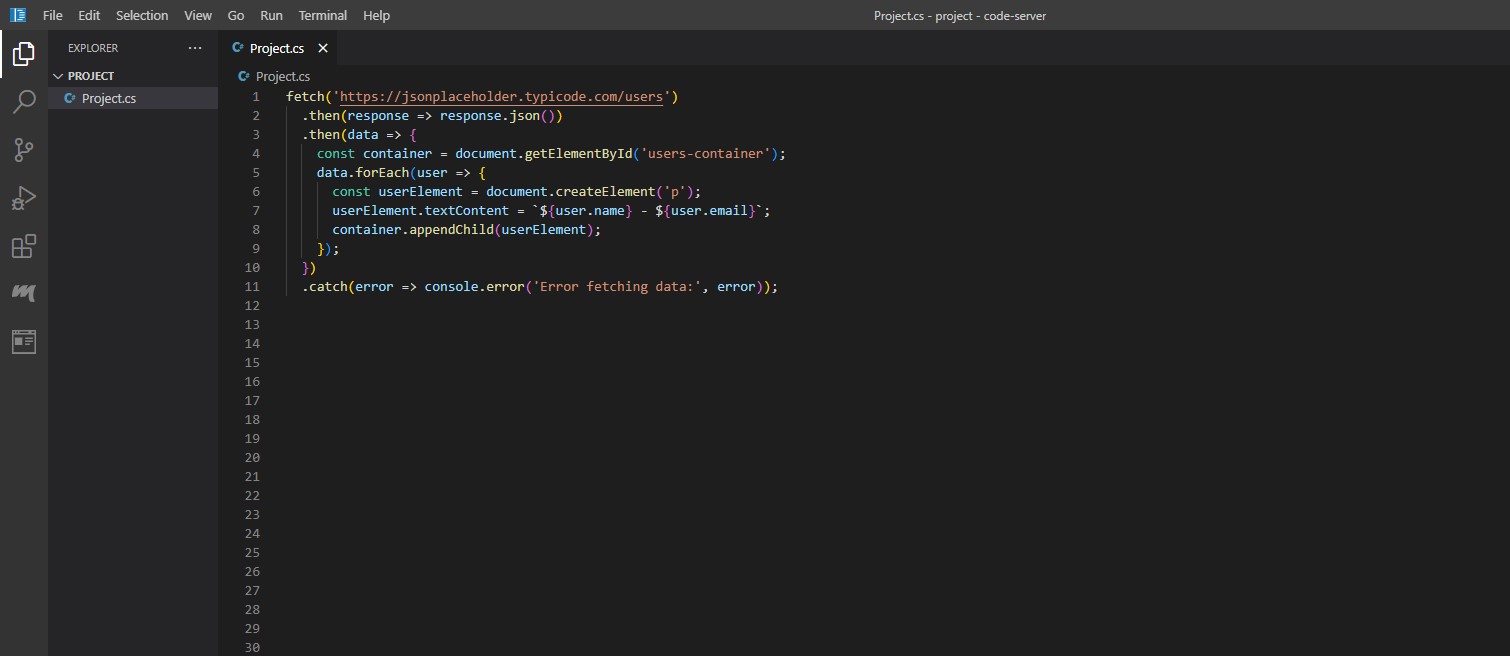 File Edit Selection View Go Run Terminal Help Project.cs - project - code-server
EXPLORER ···
PROJECT
C# Project.cs
C# Project.cs ×
C# Project.cs
1 fetch('https://jsonplaceholder.typicode.com/users')
2 .then(response => response.json())
3 .then(data => {
4 const container = document.getElementById('users-container');
5 data.forEach(user => {
6 const userElement = document.createElement('p');
7 userElement.textContent = `${user.name} - ${user.email}`;
8 container.appendChild(userElement);
9 });
10 })
11 .catch(error => console.error('Error fetching data:', error));
12
13
14
15
16
17
18
19
20
21
22
23
24
25
26
27
28
29
30